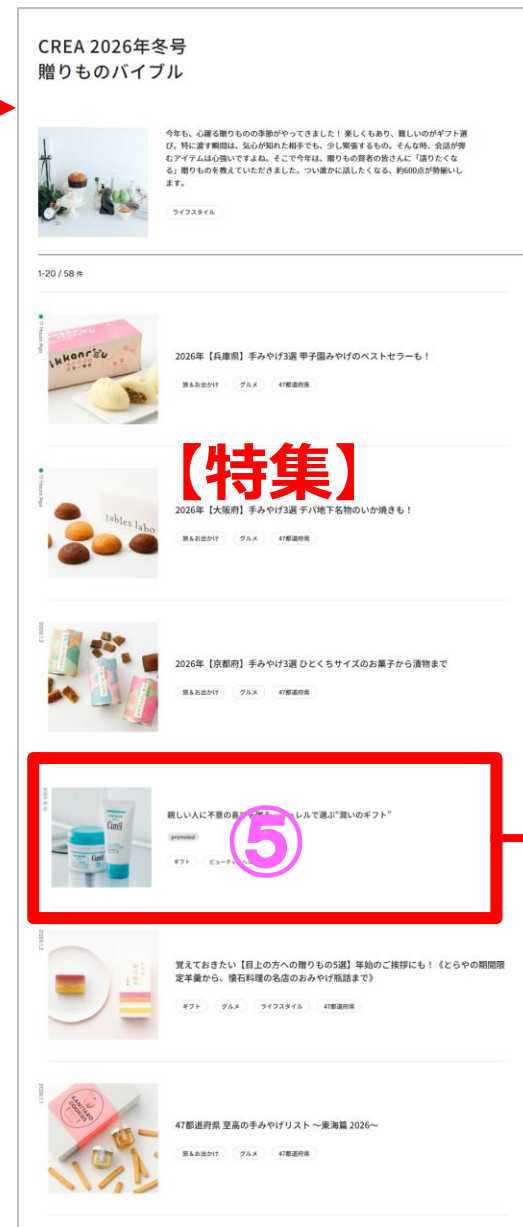 CREA 2026年冬号
贈りものバイブル
今年も、心躍る贈りものの季節がやってきました！ 楽しくもあり、難しいのがギフト選
び。特に渡す瞬間は、気心が知れた相手でも、少し緊張するもの。そんな時、会話が弾
むアイテムは心強いですよね。そこで今年は、贈りもの賢者の皆さんに「語りたくな
る」贈りものを教えていただきました。つい誰かに話したくなる、約600点が勢揃いし
ます。
ライフスタイル
1-20 / 58 件
11 Hours Ago
2026年【兵庫県】手みやげ3選 甲子園みやげのベストセラーも！
旅＆お出かけ グルメ 47都道府県
【特集】
11 Hours Ago
tables labo
2026年【大阪府】手みやげ3選 デパ地下名物のいか焼きも！
旅＆お出かけ グルメ 47都道府県
2026年【京都府】手みやげ3選 ひとくちサイズのお菓子から漬物まで
旅＆お出かけ グルメ 47都道府県
Curél
親しい人に不意の喜
ュレルで選ぶ“潤いのギフト”
promoted
⑤
ギフト ビューティ
覚えておきたい【目上の方への贈りもの5選】年始のご挨拶にも！《とらやの期間限
定羊羹から、懐石料理の名店のおみやげ瓶詰まで》
ギフト グルメ ライフスタイル 47都道府県
47都道府県 至高の手みやげリスト ～東海篇 2026～
旅＆お出かけ グルメ 47都道府県